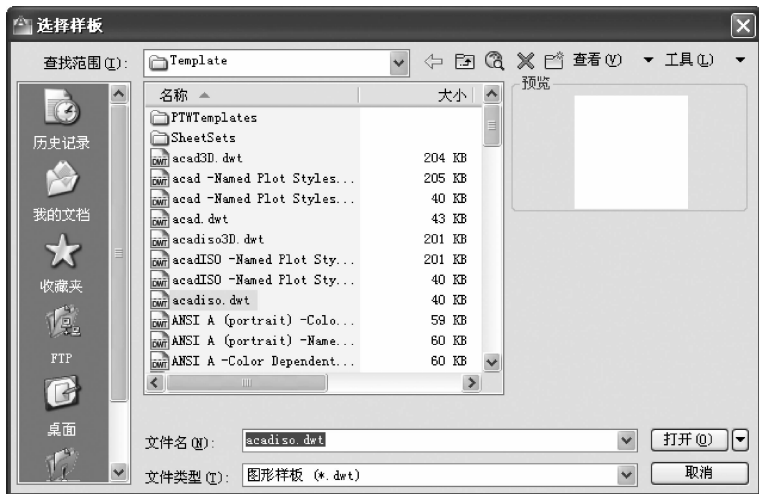 选择样板
查找范围(I): Template 查看(V) 工具(L)
名称 大小 预览
PTWTemplates
SheetSets
acad3D.dwt 204 KB
acad -Named Plot Styles... 205 KB
acad -Named Plot Styles... 40 KB
acad.dwt 43 KB
acadiso3D.dwt 201 KB
acadISO -Named Plot Sty... 201 KB
acadISO -Named Plot Sty... 40 KB
acadiso.dwt 40 KB
ANSI A (portrait) -Colo... 59 KB
ANSI A (portrait) -Name... 60 KB
ANSI A -Color Dependent... 60 KB
历史记录
我的文档
收藏夹
FTP
桌面
文件名(N): acadiso.dwt 打开(O)
文件类型(T): 图形样板 (*.dwt) 取消